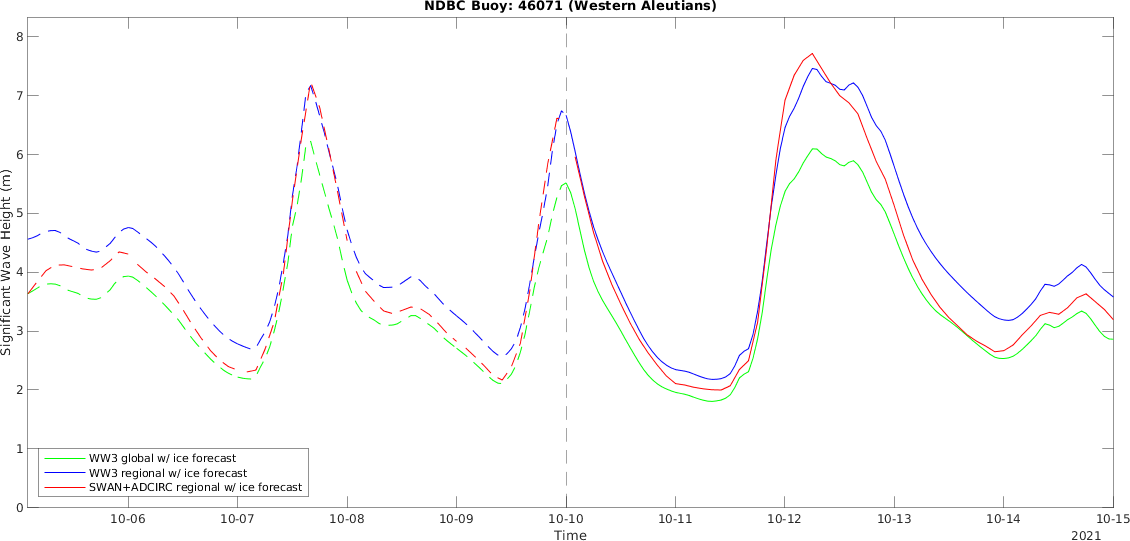 NDBC Buoy: 46071 (Western Aleutians)
8
7
6
5
4
3
2
1
0
Significant Wave Height (m)
WW3 global w/ ice forecast
WW3 regional w/ ice forecast
SWAN+ADCIRC regional w/ ice forecast
10-06 10-07 10-08 10-09 10-10 10-11 10-12 10-13 10-14 10-15
Time
2021